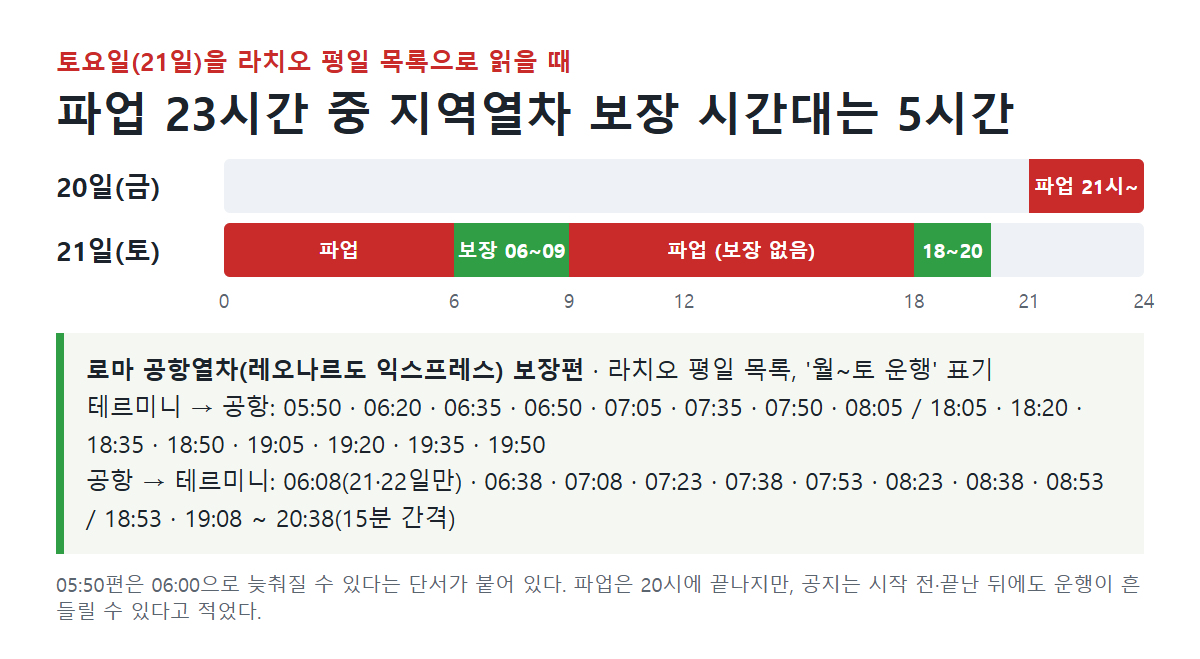 토요일(21일)을 라치오 평일 목록으로 읽을 때
파업 23시간 중 지역열차 보장 시간대는 5시간
20일(금)
파업 21시~
21일(토)
파업
보장 06~09
파업 (보장 없음)
18~20
0 6 9 12 18 21 24
로마 공항열차(레오나르도 익스프레스) 보장편 · 라치오 평일 목록, '월~토 운행' 표기
테르미니 → 공항: 05:50 · 06:20 · 06:35 · 06:50 · 07:05 · 07:35 · 07:50 · 08:05 / 18:05 · 18:20 ·
18:35 · 18:50 · 19:05 · 19:20 · 19:35 · 19:50
공항 → 테르미니: 06:08(21·22일만) · 06:38 · 07:08 · 07:23 · 07:38 · 07:53 · 08:23 · 08:38 · 08:53
/ 18:53 · 19:08 ~ 20:38(15분 간격)
05:50편은 06:00으로 늦춰질 수 있다는 단서가 붙어 있다. 파업은 20시에 끝나지만, 공지는 시작 전·끝난 뒤에도 운행이 흔
들릴 수 있다고 적었다.